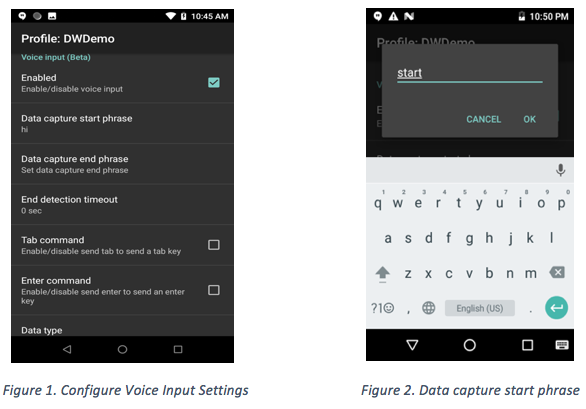 10:45 AM
Profile: DWDemo
Voice input (Beta)
Enabled
Enable/disable voice input
Data capture start phrase
hi
Data capture end phrase
Set data capture end phrase
End detection timeout
0 sec
Tab command
Enable/disable send tab to send a tab key
Enter command
Enable/disable send enter to send an enter
key
Data type
Figure 1. Configure Voice Input Settings
10:50 PM
Profile: DWDemo
start
CANCEL OK
1 2 3 4 5 6 7 8 9 0
q w e r t y u i o p
a s d f g h j k l
z x c v b n m
?1☺ , English (US) .
Figure 2. Data capture start phrase